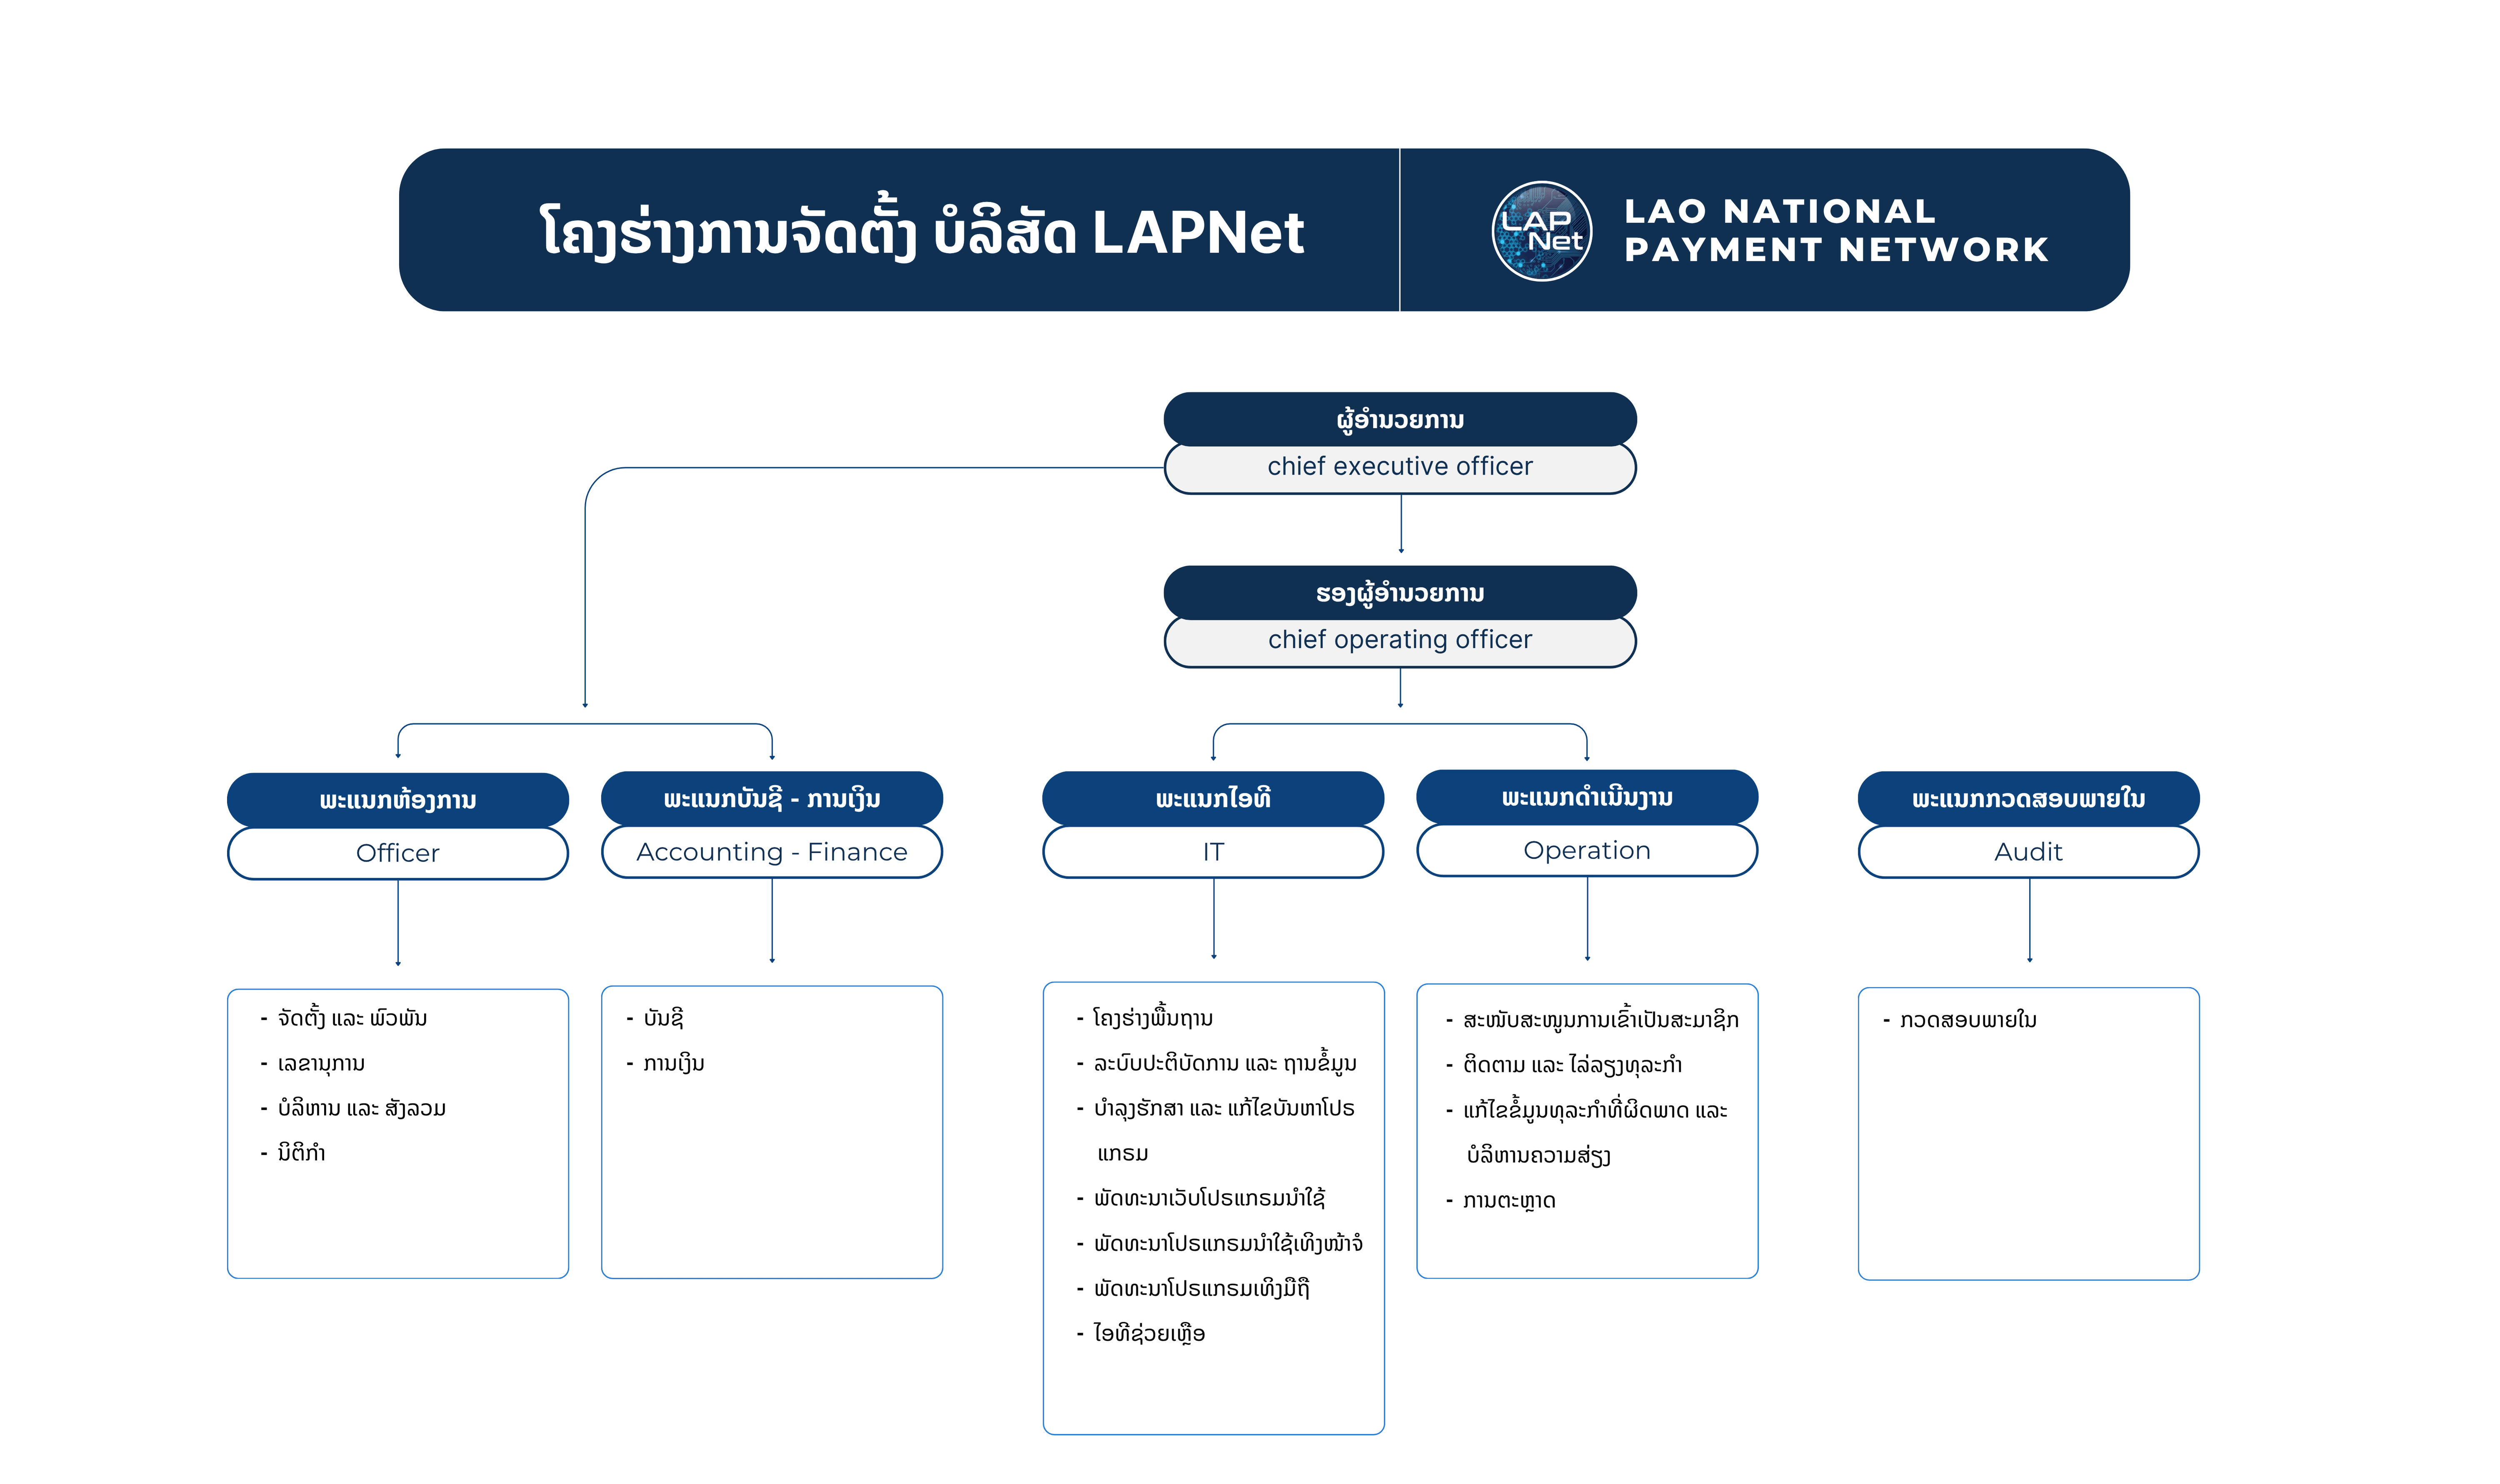 ໂຄງຮ່າງການຈັດຕັ້ງ ບໍລິສັດ LAPNet
LAP
Net
LAO NATIONAL
PAYMENT NETWORK
ຜູ້ອຳນວຍການ
chief executive officer
ຮອງຜູ້ອຳນວຍການ
chief operating officer
ພະແນກຫ້ອງການ
Officer
- ຈັດຕັ້ງ ແລະ ພົວພັນ
- ເລຂານຸການ
- ບໍລິຫານ ແລະ ສັງລວມ
- ນິຕິກຳ
ພະແນກບັນຊີ - ການເງິນ
Accounting - Finance
- ບັນຊີ
- ການເງິນ
ພະແນກໄອທີ
IT
- ໂຄງຮ່າງພື້ນຖານ
- ລະບົບປະຕິບັດການ ແລະ ຖານຂໍ້ມູນ
- ບຳລຸງຮັກສາ ແລະ ແກ້ໄຂບັນຫາໂປຣ
ແກຣມ
- ພັດທະນາເວັບໂປຣແກຣມນຳໃຊ້
- ພັດທະນາໂປຣແກຣມນຳໃຊ້ເທິງໜ້າຈໍ
- ພັດທະນາໂປຣແກຣມເທິງມືຖື
- ໄອທີຊ່ວຍເຫຼືອ
ພະແນກດຳເນີນງານ
Operation
- ສະໜັບສະໜູນການເຂົ້າເປັນສະມາຊິກ
- ຕິດຕາມ ແລະ ໄລ່ລຽງທຸລະກຳ
- ແກ້ໄຂຂໍ້ມູນທຸລະກຳທີ່ຜິດພາດ ແລະ
ບໍລິຫານຄວາມສ່ຽງ
- ການຕະຫຼາດ
ພະແນກກວດສອບພາຍໃນ
Audit
- ກວດສອບພາຍໃນ